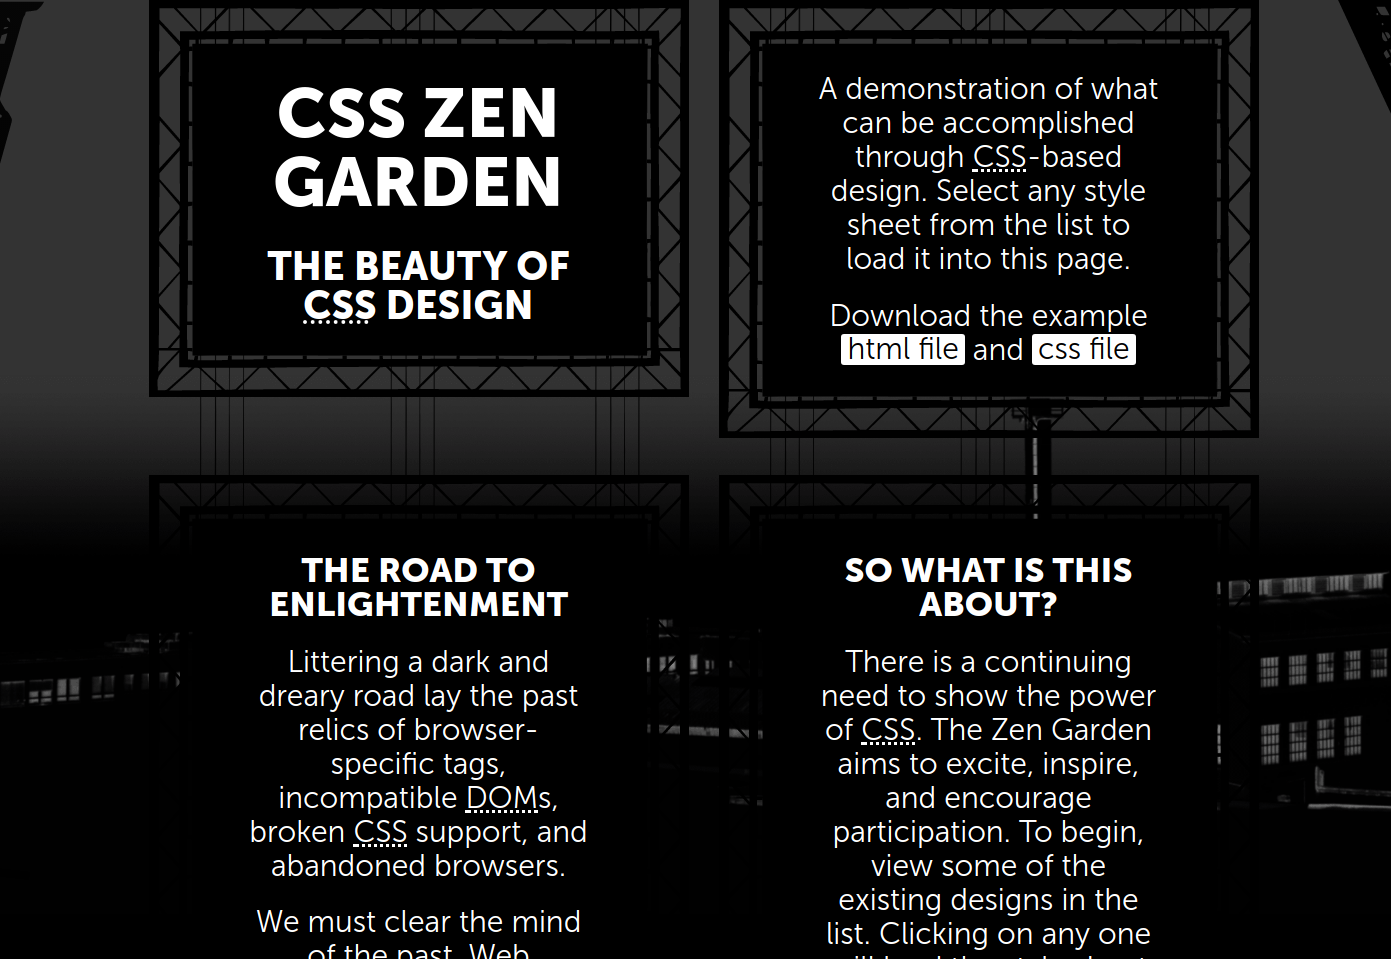 CSS ZEN
GARDEN
THE BEAUTY OF
CSS DESIGN
A demonstration of what
can be accomplished
through CSS-based
design. Select any style
sheet from the list to
load it into this page.
Download the example
html file and css file
THE ROAD TO
ENLIGHTENMENT
Littering a dark and
dreary road lay the past
relics of browser-
specific tags,
incompatible DOMs,
broken CSS support, and
abandoned browsers.
We must clear the mind
of the past. Web
SO WHAT IS THIS
ABOUT?
There is a continuing
need to show the power
of CSS. The Zen Garden
aims to excite, inspire,
and encourage
participation. To begin,
view some of the
existing designs in the
list. Clicking on any one